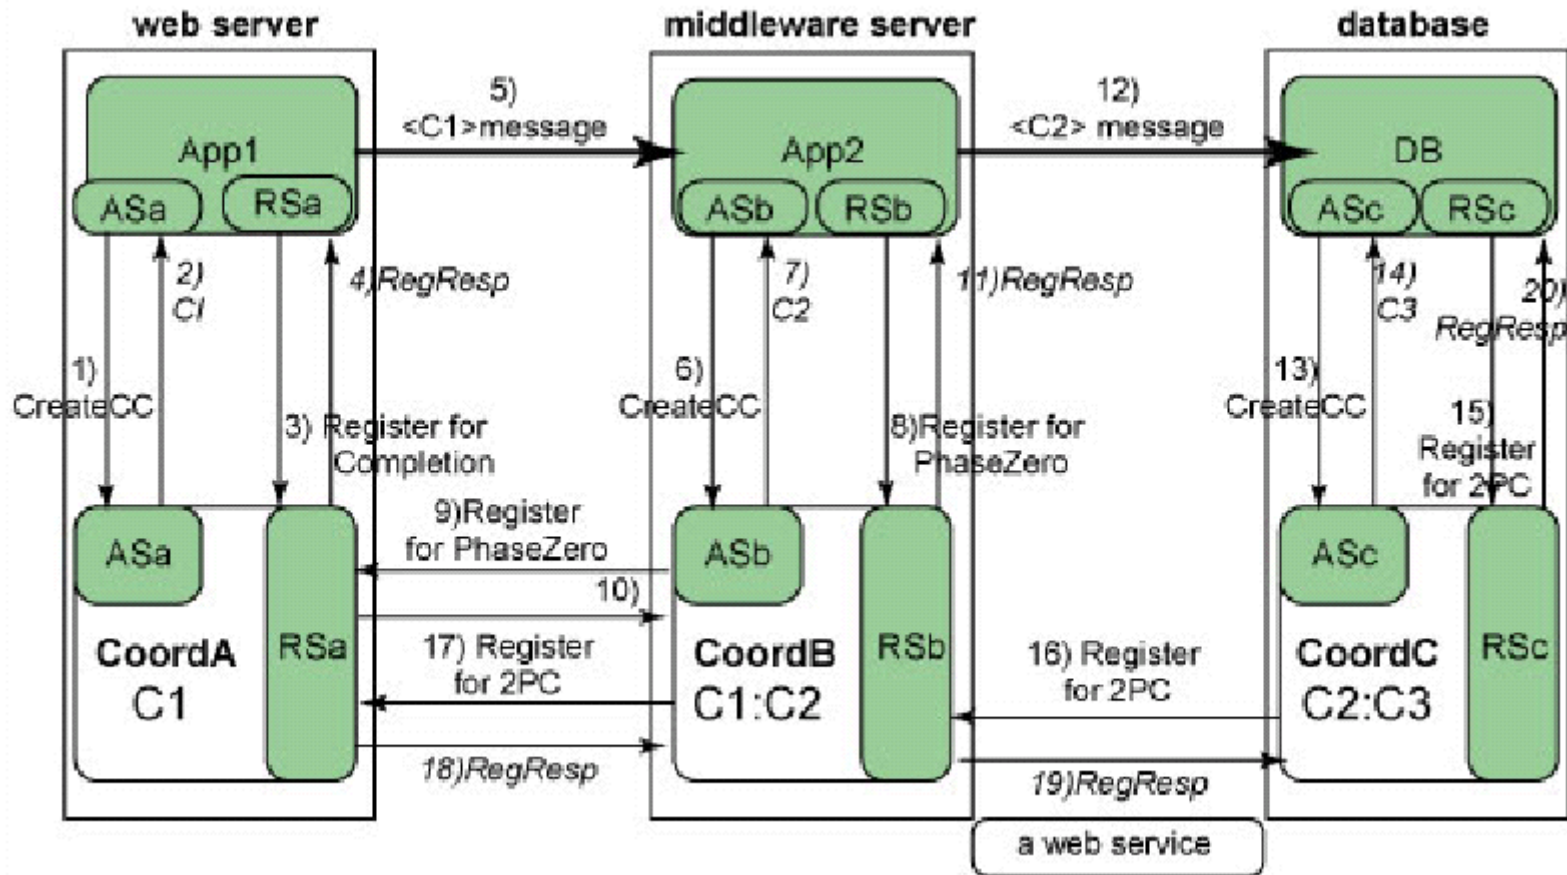 web server
middleware server
database
5)
<C1>message
12)
<C2> message
App1
App2
DB
ASa
RSa
ASb
RSb
ASc
RSc
2)
C1
4)RegResp
7)
C2
11)RegResp
14)
C3
20)
RegResp
1)
CreateCC
6)
CreateCC
13)
CreateCC
3) Register for
Completion
8)Register for
PhaseZero
15)
Register
for 2PC
9)Register
for PhaseZero
10)
ASa
ASb
ASc
CoordA
C1
RSa
17) Register
for 2PC
CoordB
C1:C2
RSb
16) Register
for 2PC
CoordC
C2:C3
RSc
18)RegResp
19)RegResp
a web service